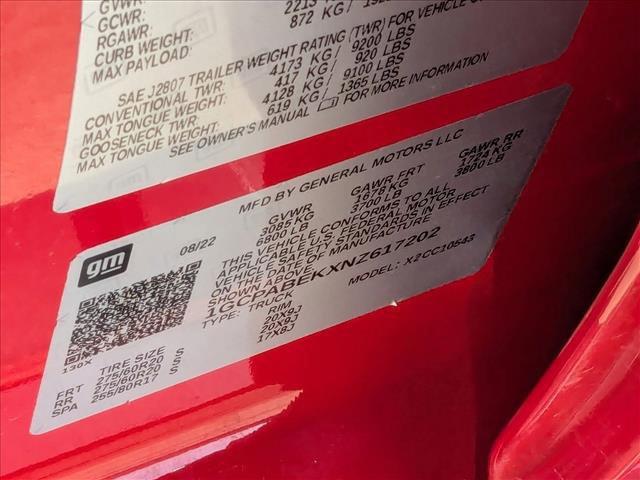 GVWR:
GCWR:
RGAWR:
CURB WEIGHT:
MAX PAYLOAD:
2213
872 KG /
SAE J2807 TRAILER WEIGHT RATING (TWR) FOR VEHICLE
CONVENTIONAL TWR: 4173 KG / 9200 LBS
MAX TONGUE WEIGHT: 417 KG / 920 LBS
GOOSENECK TWR: 4128 KG / 9100 LBS
MAX TONGUE WEIGHT: 619 KG / 1365 LBS
SEE OWNER'S MANUAL FOR MORE INFORMATION
MFD BY GENERAL MOTORS LLC
gm
08/22
GVWR GAWR FRT GAWR RR
3085 KG 1678 KG 1724 KG
6800 LB 3700 LB 3800 LB
THIS VEHICLE CONFORMS TO ALL
APPLICABLE U.S. FEDERAL MOTOR
VEHICLE SAFETY STANDARDS IN EFFECT
ON THE DATE OF MANUFACTURE
SHOWN ABOVE.
1GCPABEKXNZ617202
TYPE: TRUCK MODEL: X2CC10543
130X
TIRE SIZE RIM
FRT 275/60R20 S 20X9J
RR 275/60R20 S 20X9J
SPA 255/80R17 S 17X8J